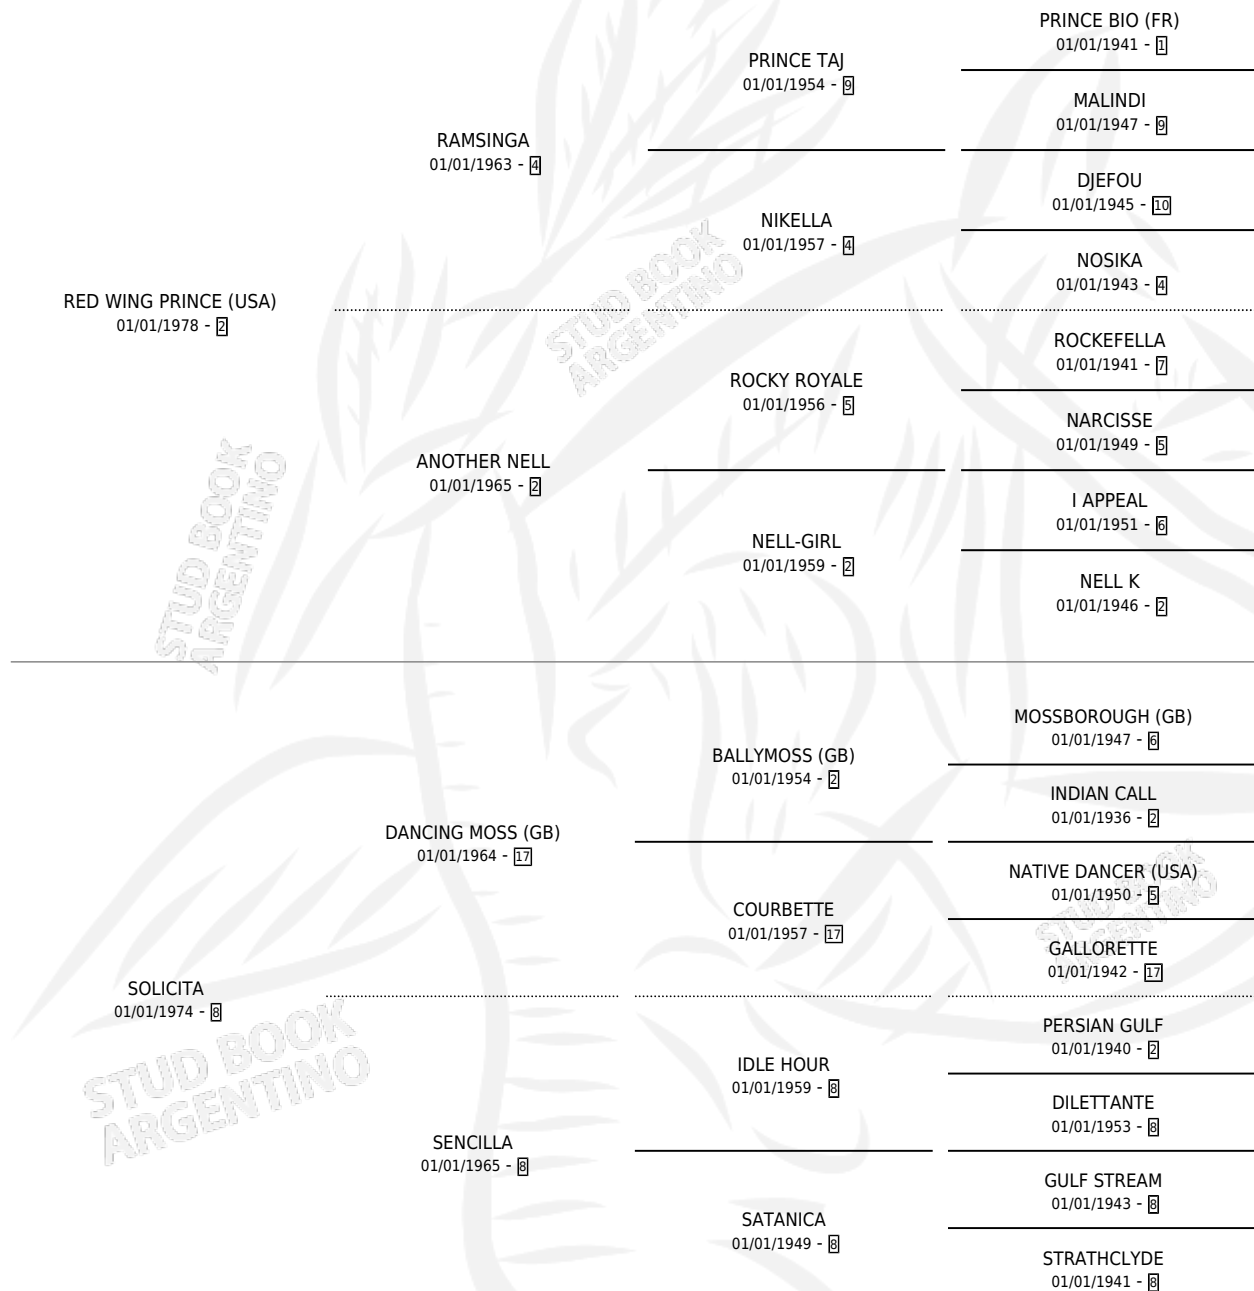 PRINCE BIO (FR)
01/01/1941 - 1
PRINCE TAJ
01/01/1954 - 9
MALINDI
01/01/1947 - 9
RAMSINGA
01/01/1963 - 4
DJEFOU
01/01/1945 - 10
NIKELLA
01/01/1957 - 4
NOSIKA
01/01/1943 - 4
RED WING PRINCE (USA)
01/01/1978 - 2
ROCKEFELLA
01/01/1941 - 7
ROCKY ROYALE
01/01/1956 - 5
NARCISSE
01/01/1949 - 5
ANOTHER NELL
01/01/1965 - 2
I APPEAL
01/01/1951 - 6
NELL-GIRL
01/01/1959 - 2
NELL K
01/01/1946 - 2
MOSSBOROUGH (GB)
01/01/1947 - 6
BALLYMOSS (GB)
01/01/1954 - 2
INDIAN CALL
01/01/1936 - 2
DANCING MOSS (GB)
01/01/1964 - 17
NATIVE DANCER (USA)
01/01/1950 - 5
COURBETTE
01/01/1957 - 17
GALLORETTE
01/01/1942 - 17
SOLICITA
01/01/1974 - 8
PERSIAN GULF
01/01/1940 - 2
IDLE HOUR
01/01/1959 - 8
DILETTANTE
01/01/1953 - 8
SENCILLA
01/01/1965 - 8
GULF STREAM
01/01/1943 - 8
SATANICA
01/01/1949 - 8
STRATHCLYDE
01/01/1941 - 8
STUD BOOK
ARGENTINO
STUD BOOK
ARGENTINO
STUD BOOK
ARGENTINO
STUD BOOK
ARGENTINO